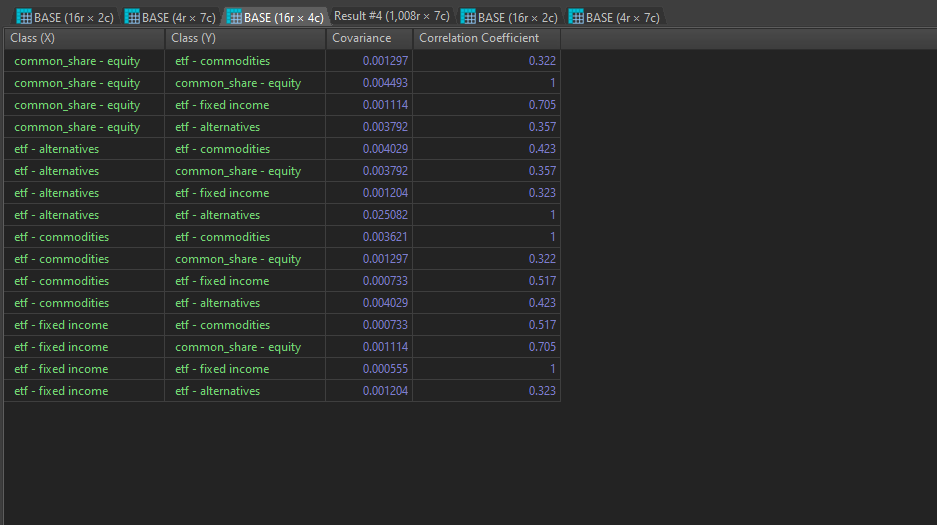 BASE (16r × 2c) BASE (4r × 7c) BASE (16r × 4c) Result #4 (1,008r × 7c) BASE (16r × 2c) BASE (4r × 7c)
Class (X) Class (Y) Covariance Correlation Coefficient
common_share - equity etf - commodities 0.001297 0.322
common_share - equity common_share - equity 0.004493 1
common_share - equity etf - fixed income 0.001114 0.705
common_share - equity etf - alternatives 0.003792 0.357
etf - alternatives etf - commodities 0.004029 0.423
etf - alternatives common_share - equity 0.003792 0.357
etf - alternatives etf - fixed income 0.001204 0.323
etf - alternatives etf - alternatives 0.025082 1
etf - commodities etf - commodities 0.003621 1
etf - commodities common_share - equity 0.001297 0.322
etf - commodities etf - fixed income 0.000733 0.517
etf - commodities etf - alternatives 0.004029 0.423
etf - fixed income etf - commodities 0.000733 0.517
etf - fixed income common_share - equity 0.001114 0.705
etf - fixed income etf - fixed income 0.000555 1
etf - fixed income etf - alternatives 0.001204 0.323